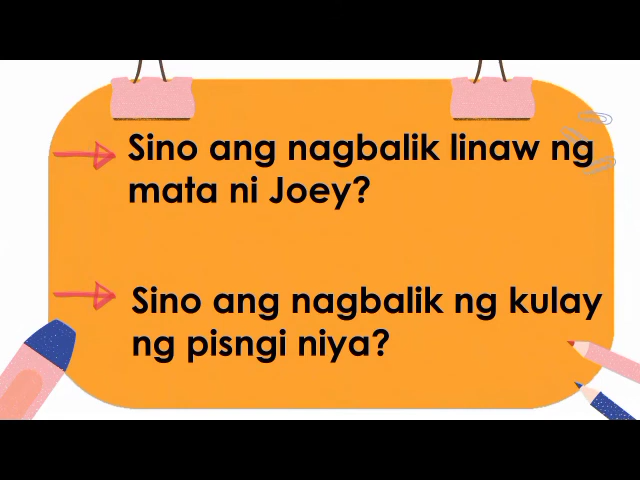 Sino ang nagbalik linaw ng
mata ni Joey?
Sino ang nagbalik ng kulay
ng pisngi niya?